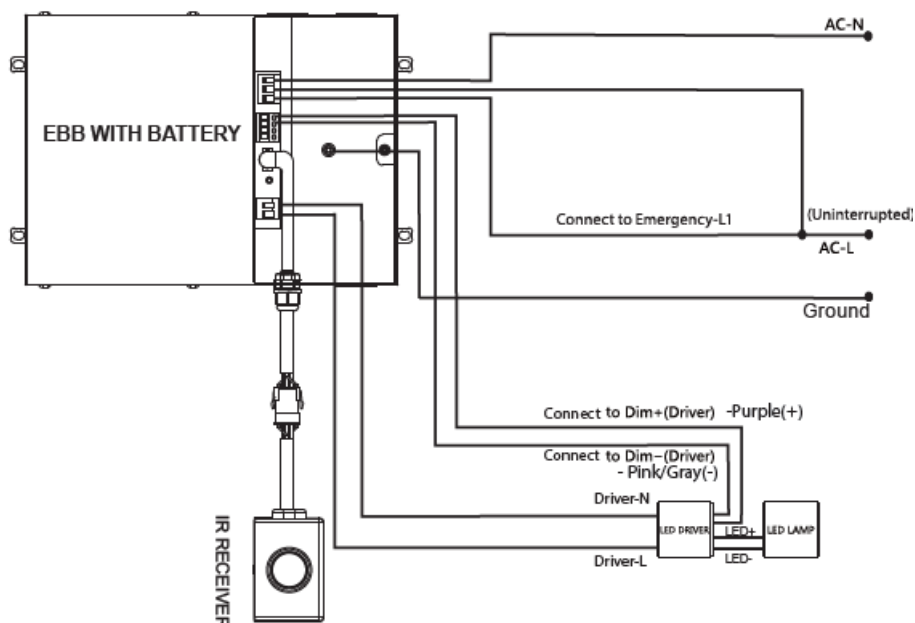 AC-N
EBB WITH BATTERY
Connect to Emergency-L1
(Uninterrupted)
AC-L
Ground
Connect to Dim+(Driver) -Purple(+)
Connect to Dim-(Driver)
- Pink/Gray(-)
Driver-N
LED DRIVER
LED+
LED LAMP
LED-
Driver-L
IR RECEIVER